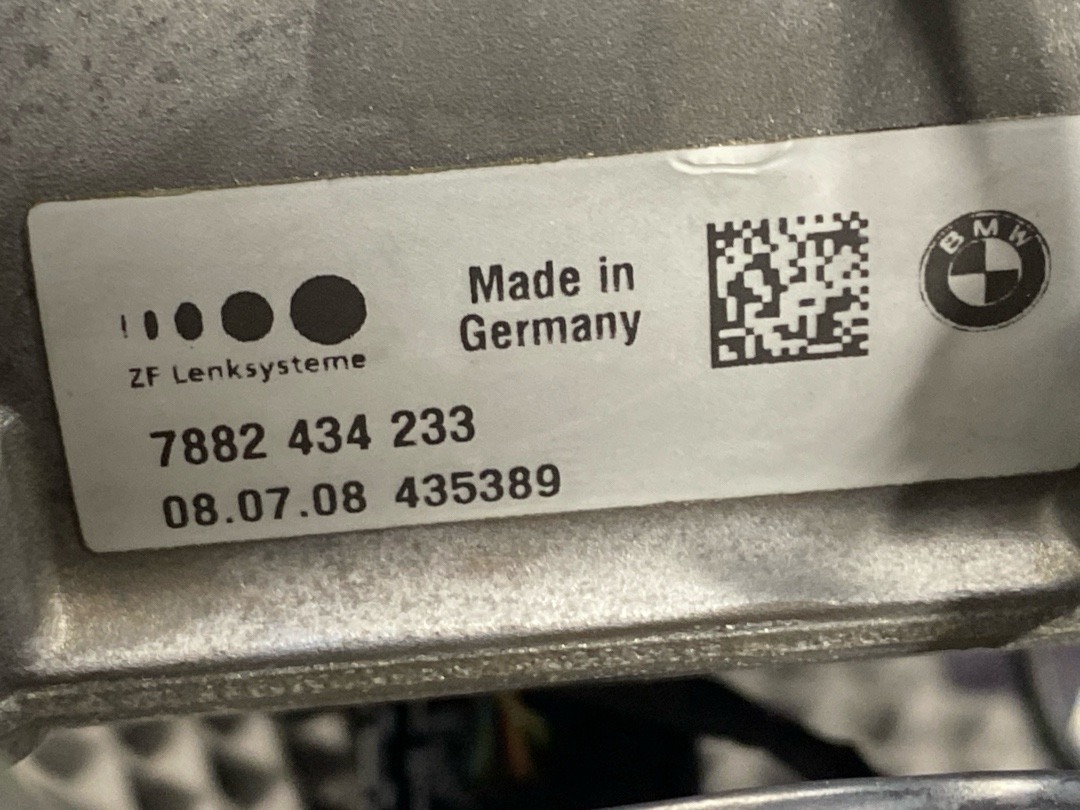 Made in
Germany
BMW
ZF Lenksysteme
7882 434 233
08.07.08 435389